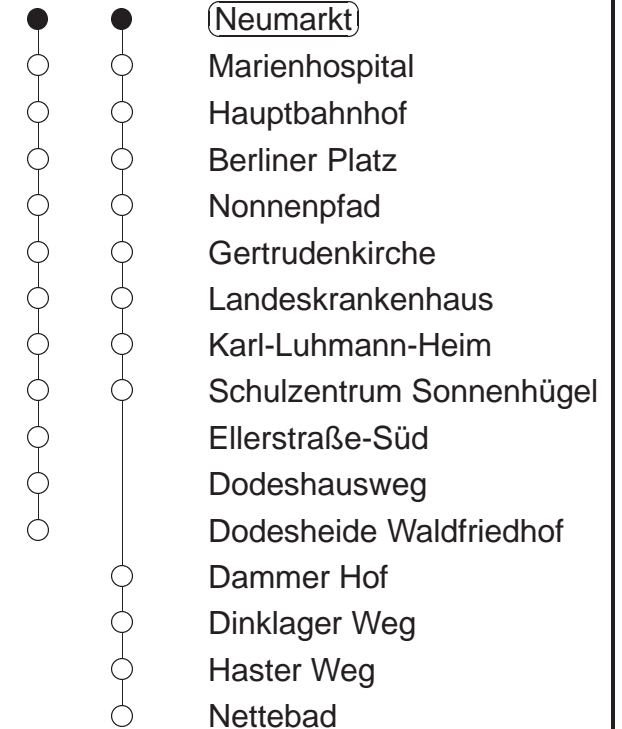 Neumarkt
Marienhospital
Hauptbahnhof
Berliner Platz
Nonnenpfad
Gertrudenkirche
Landeskrankenhaus
Karl-Luhmann-Heim
Schulzentrum Sonnenhügel
Ellerstraße-Süd
Dodeshausweg
Dodesheide Waldfriedhof
Dammer Hof
Dinklager Weg
Haster Weg
Nettebad